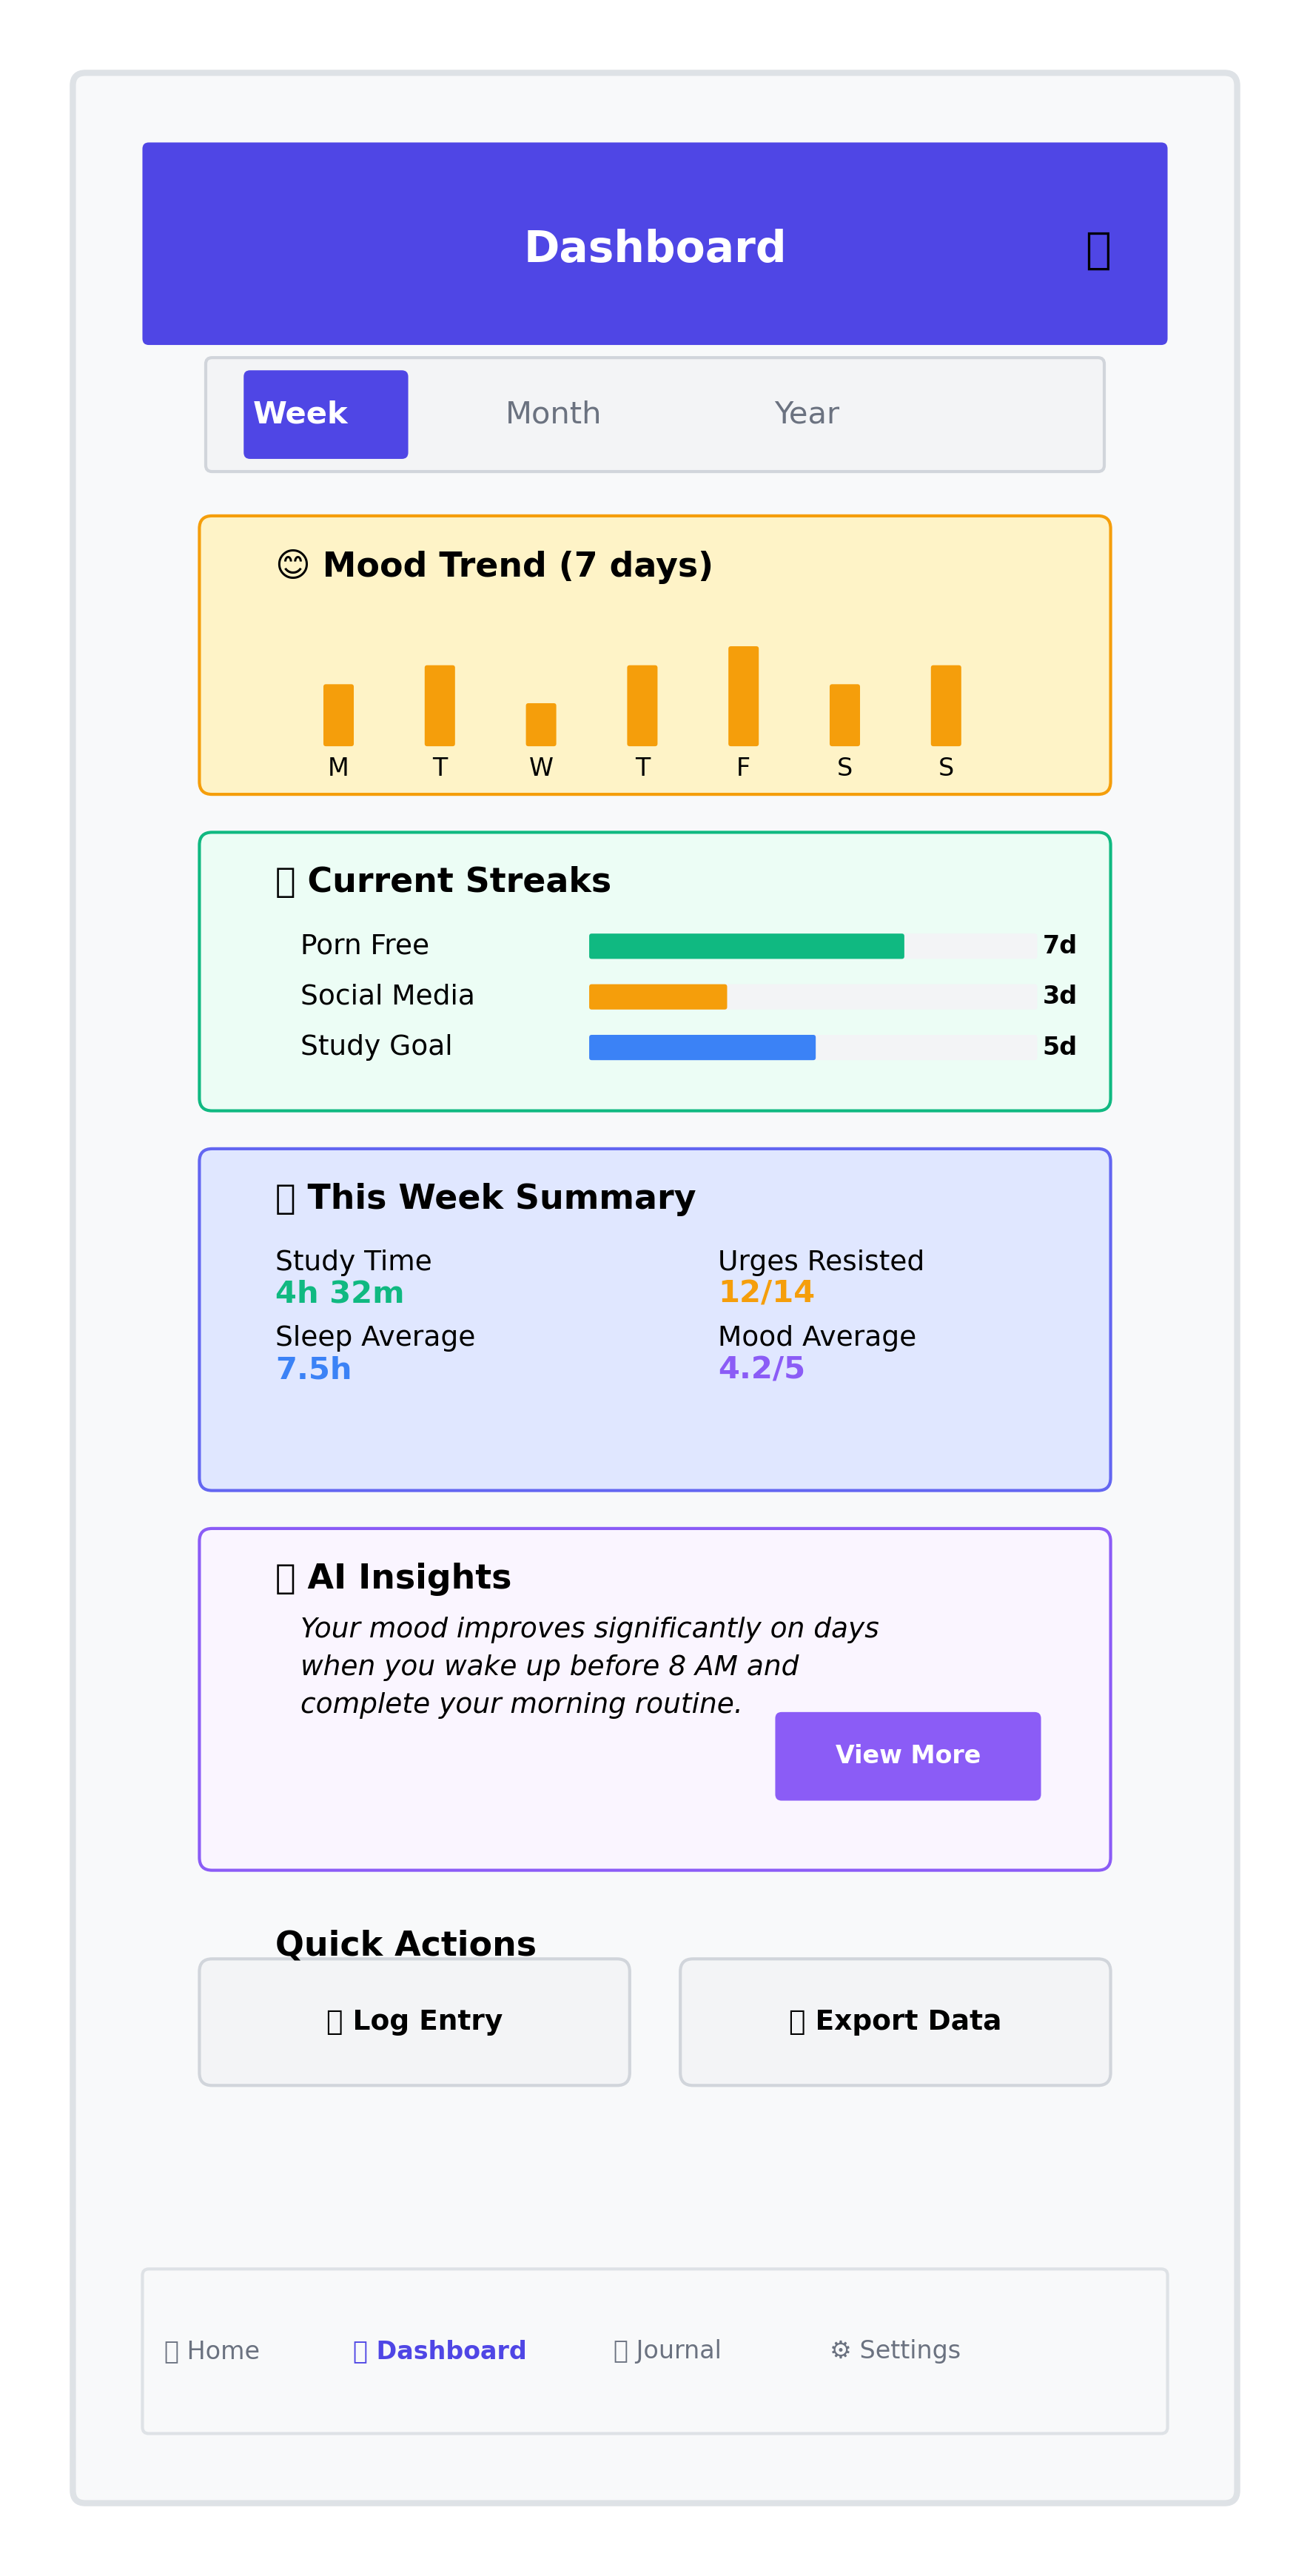 Dashboard
Week Month Year
😊 Mood Trend (7 days)
M T W T F S S
Current Streaks
Porn Free 7d
Social Media 3d
Study Goal 5d
This Week Summary
Study Time Urges Resisted
4h 32m 12/14
Sleep Average Mood Average
7.5h 4.2/5
AI Insights
Your mood improves significantly on days
when you wake up before 8 AM and
complete your morning routine.
View More
Quick Actions
Log Entry Export Data
Home Dashboard Journal ⚙ Settings